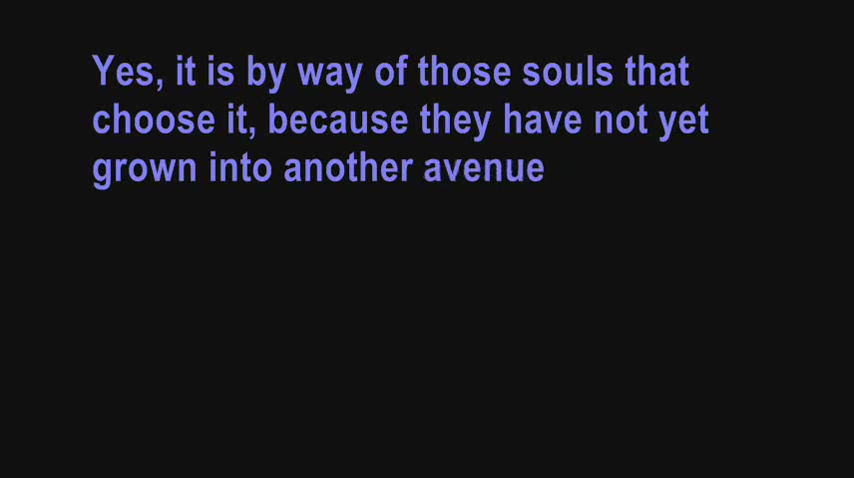 Yes, it is by way of those souls that
choose it, because they have not yet
grown into another avenue